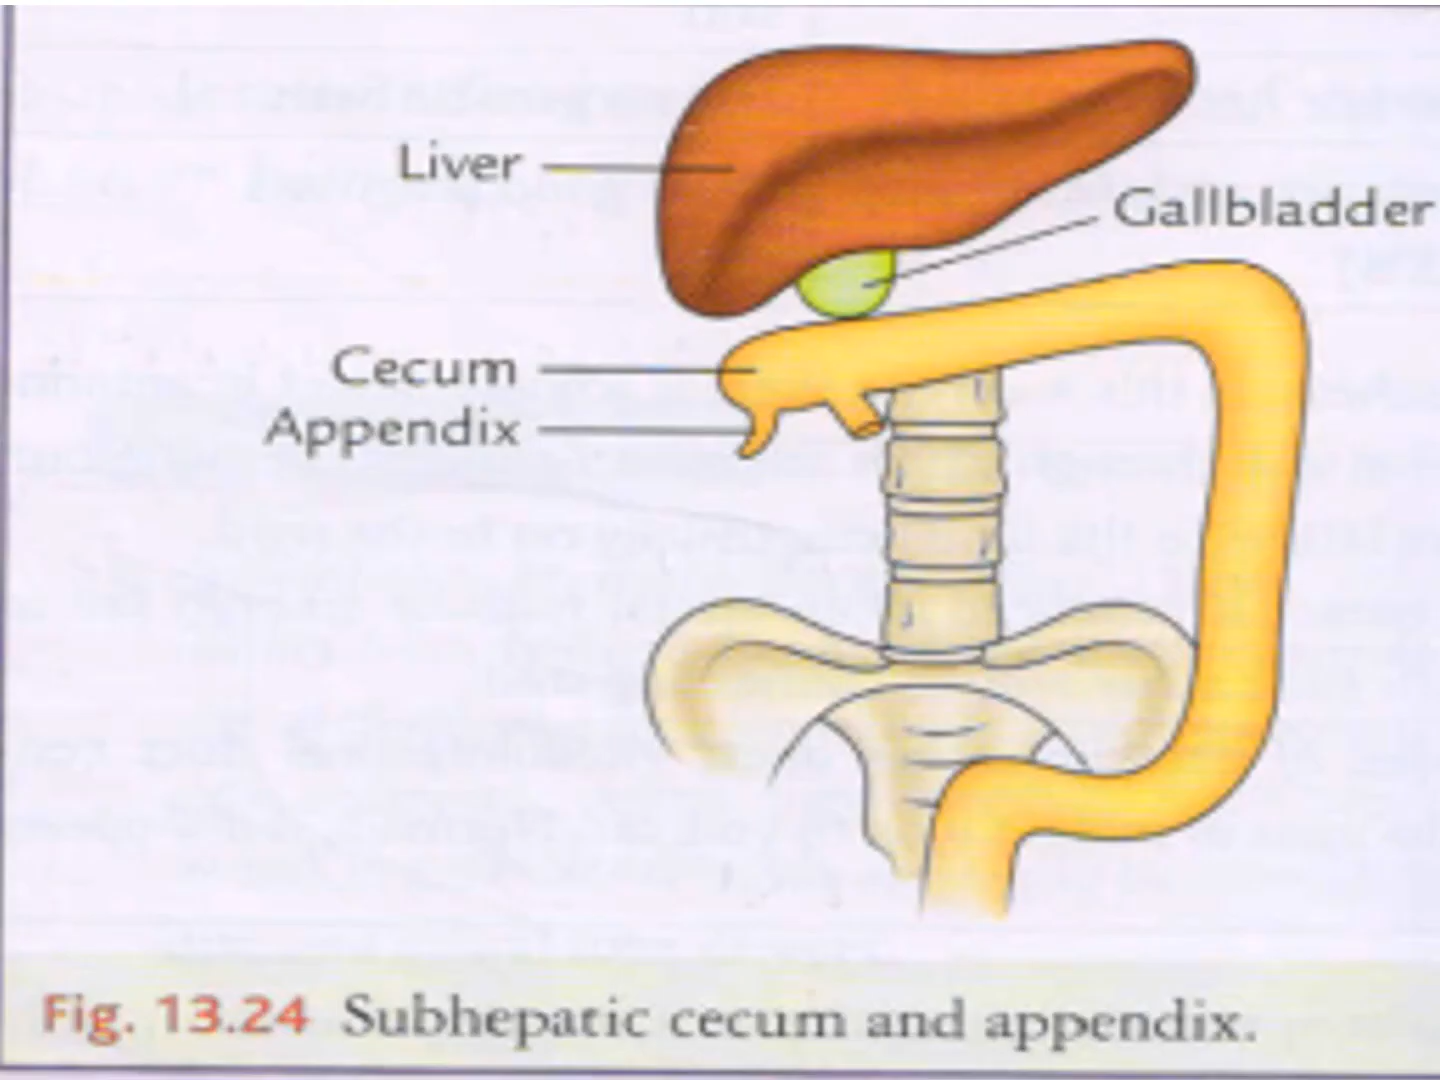 Liver
Gallbladder
Cecum
Appendix
Fig. 13.24 Subhepatic cecum and appendix.